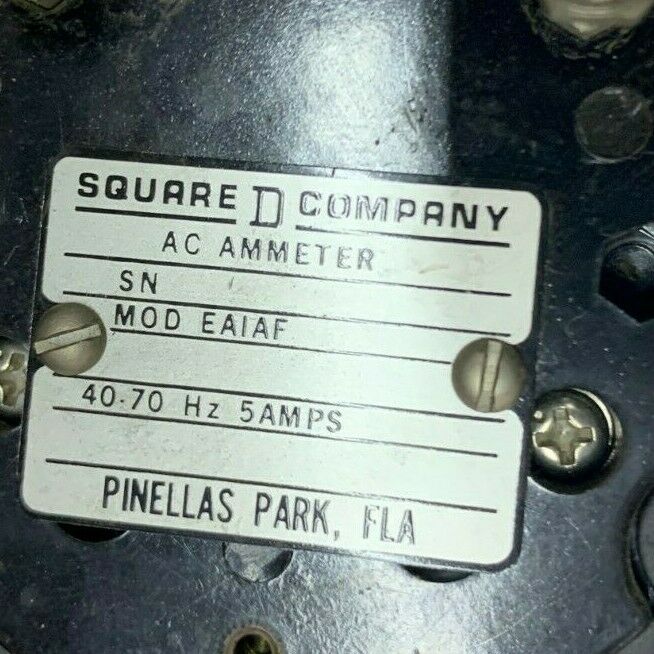 SQUARE D COMPANY
AC AMMETER
SN
MOD EAIAF
40-70 Hz 5AMPS
PINELLAS PARK, FLA